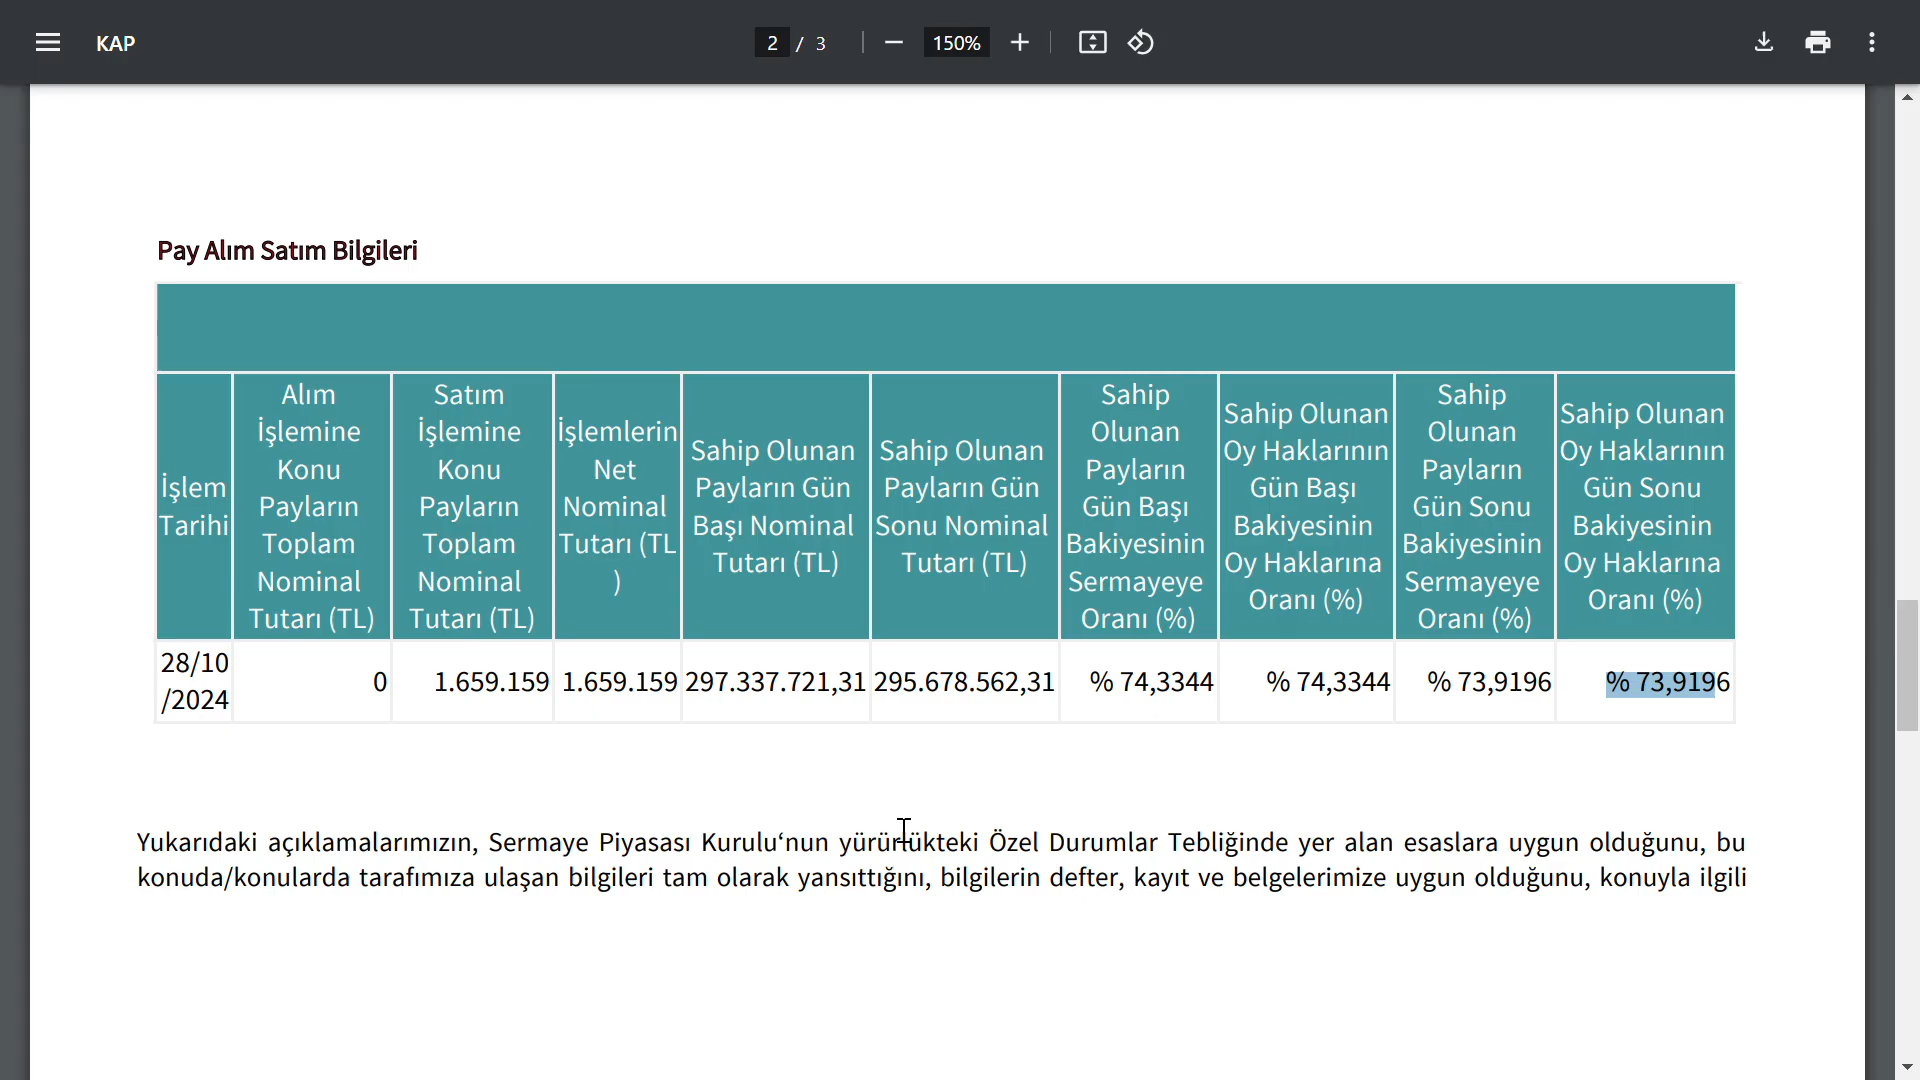 KAP
2 / 3
150%
Pay Alım Satım Bilgileri
İşlem
Tarihi
Alım
İşlemine
Konu
Payların
Toplam
Nominal
Tutarı (TL)
Satım
İşlemine
Konu
Payların
Toplam
Nominal
Tutarı (TL)
İşlemlerin
Net
Nominal
Tutarı (TL
)
Sahip Olunan
Payların Gün
Başı Nominal
Tutarı (TL)
Sahip Olunan
Payların Gün
Sonu Nominal
Tutarı (TL)
Sahip
Olunan
Payların
Gün Başı
Bakiyesinin
Sermayeye
Oranı (%)
Sahip Olunan
Oy Haklarının
Gün Başı
Bakiyesinin
Oy Haklarına
Oranı (%)
Sahip
Olunan
Payların
Gün Sonu
Bakiyesinin
Sermayeye
Oranı (%)
Sahip Olunan
Oy Haklarının
Gün Sonu
Bakiyesinin
Oy Haklarına
Oranı (%)
28/10
/2024
0
1.659.159
1.659.159
297.337.721,31
295.678.562,31
% 74,3344
% 74,3344
% 73,9196
% 73,9196
Yukarıdaki açıklamalarımızın, Sermaye Piyasası Kurulu‘nun yürürlükteki Özel Durumlar Tebliğinde yer alan esaslara uygun olduğunu, bu
konuda/konularda tarafımıza ulaşan bilgileri tam olarak yansıttığını, bilgilerin defter, kayıt ve belgelerimize uygun olduğunu, konuyla ilgili